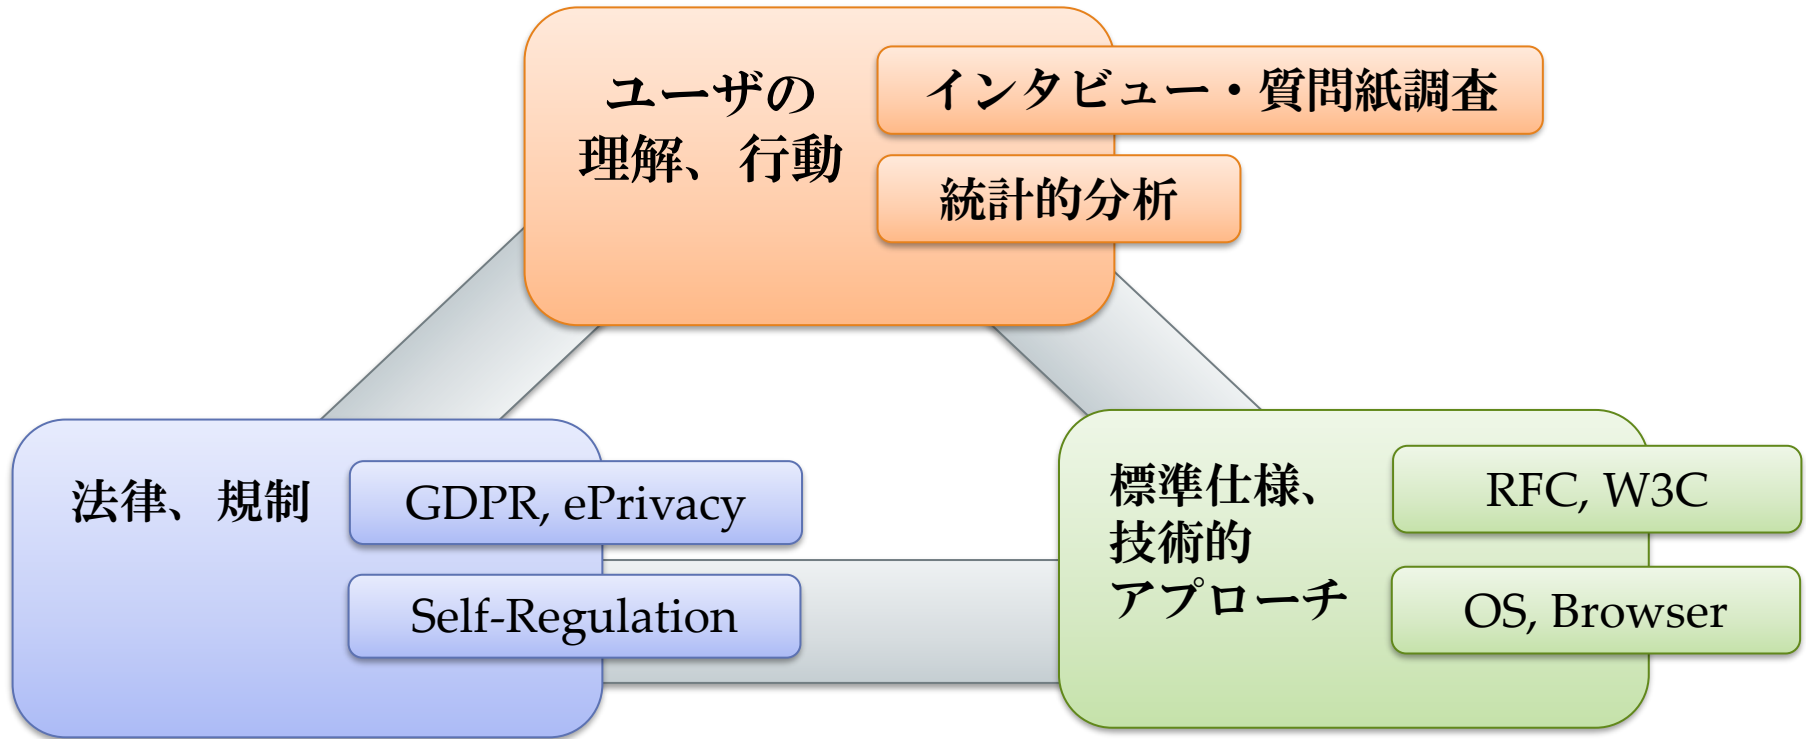 ユーザの
理解、行動
インタビュー・質問紙調査
統計的分析
法律、規制
GDPR, ePrivacy
Self-Regulation
標準仕様、
技術的
アプローチ
RFC, W3C
OS, Browser